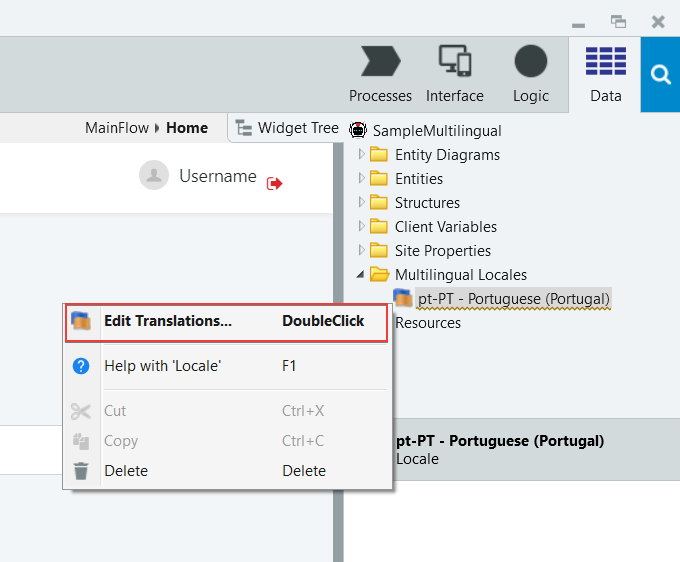 Processes Interface Logic Data
MainFlow Home Widget Tree
Username
SampleMultilingual
Entity Diagrams
Entities
Structures
Client Variables
Site Properties
Multilingual Locales
pt-PT - Portuguese (Portugal)
Resources
Edit Translations... DoubleClick
Help with 'Locale' F1
Cut Ctrl+X
Copy Ctrl+C
Delete Delete
pt-PT - Portuguese (Portugal)
Locale